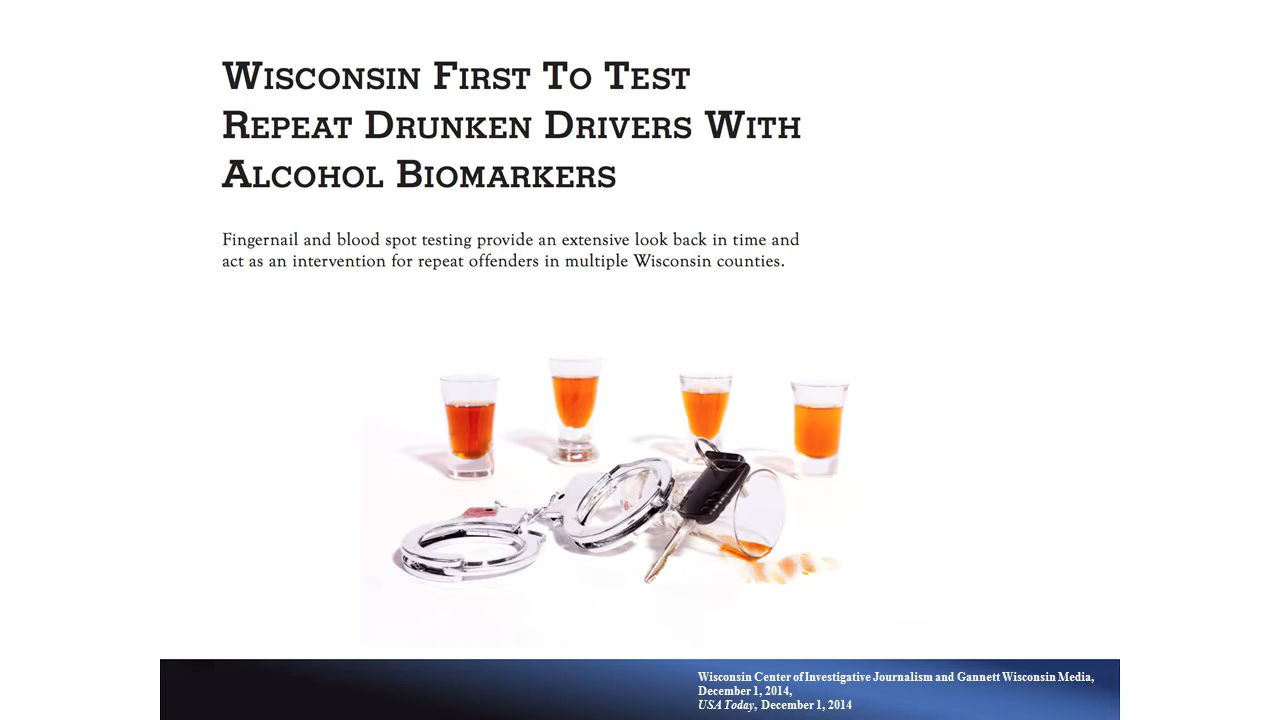 Wisconsin First To Test
Repeat Drunken Drivers With
Alcohol Biomarkers
Fingernail and blood spot testing provide an extensive look back in time and
act as an intervention for repeat offenders in multiple Wisconsin counties.
Wisconsin Center of Investigative Journalism and Gannett Wisconsin Media,
December 1, 2014,
USA Today, December 1, 2014